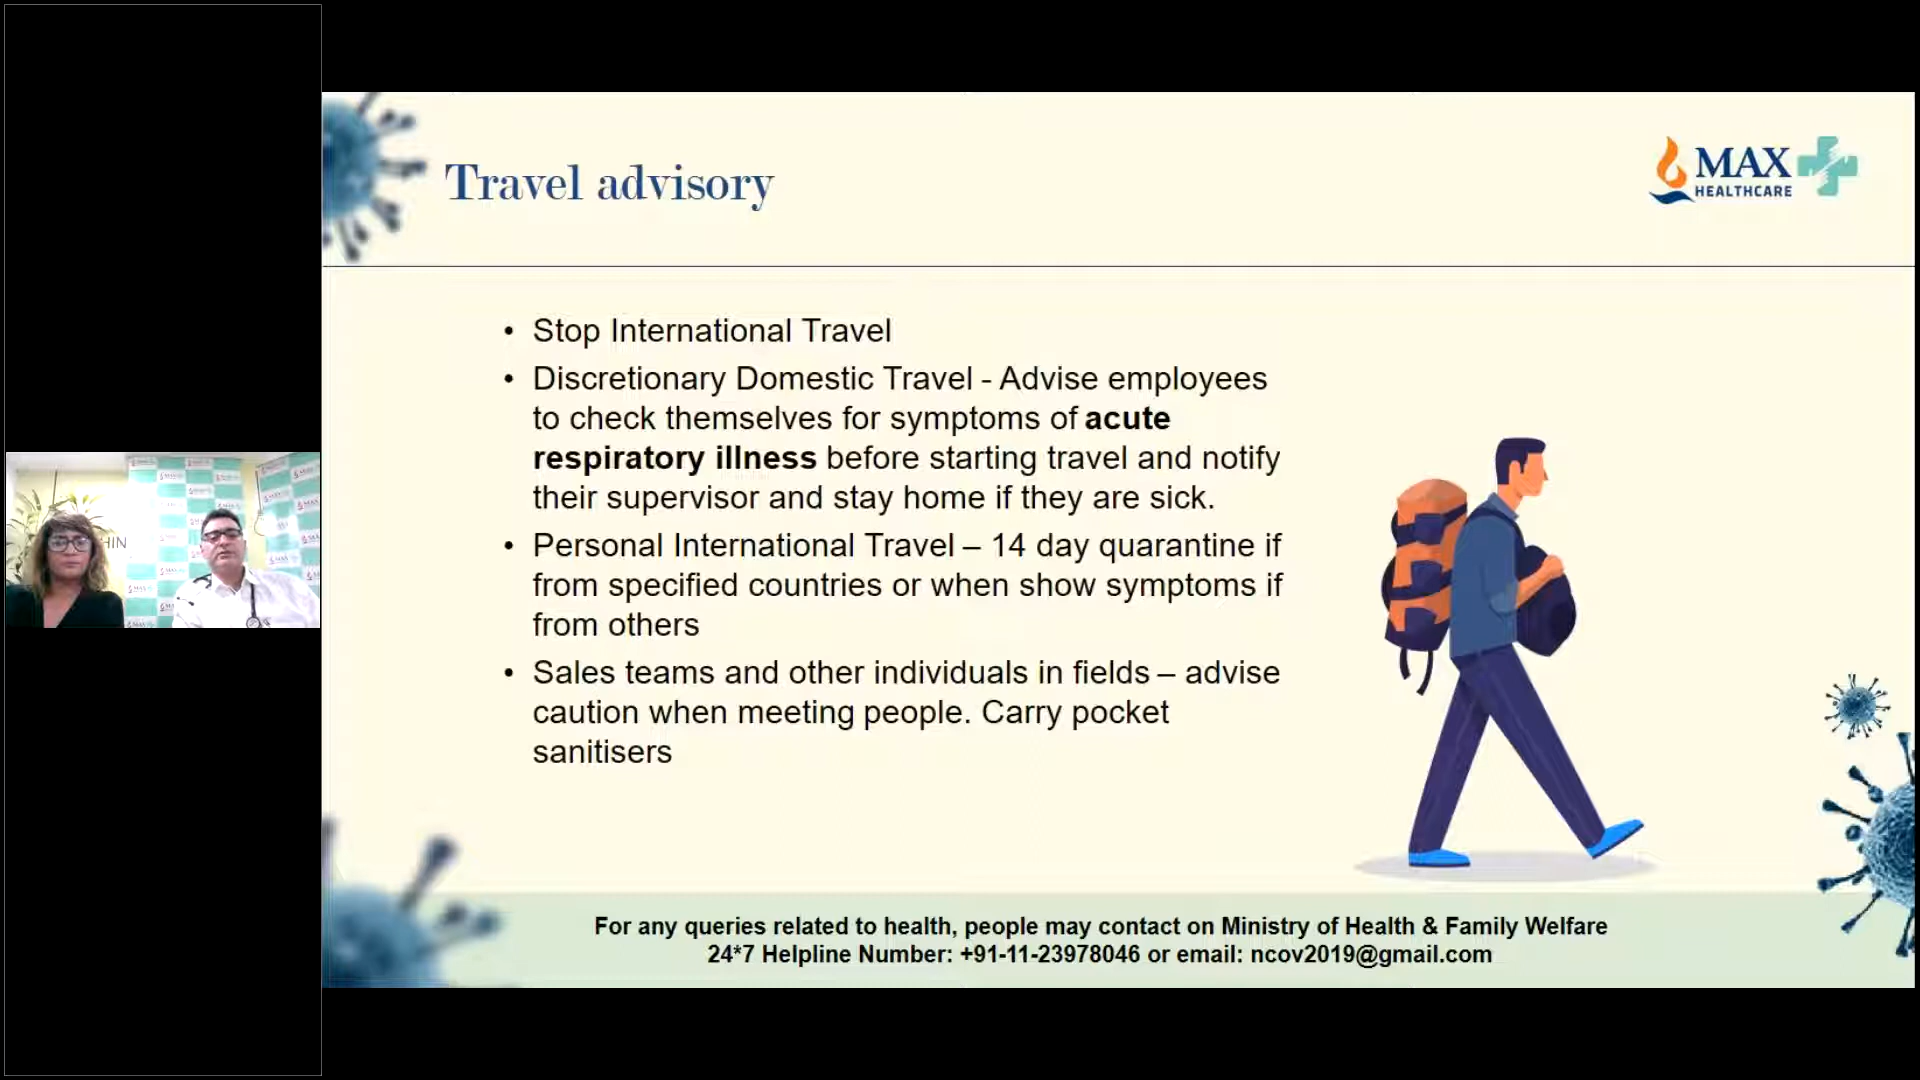 Travel advisory
MAX
HEALTHCARE
• Stop International Travel
• Discretionary Domestic Travel - Advise employees
to check themselves for symptoms of acute
respiratory illness before starting travel and notify
their supervisor and stay home if they are sick.
• Personal International Travel – 14 day quarantine if
from specified countries or when show symptoms if
from others
• Sales teams and other individuals in fields – advise
caution when meeting people. Carry pocket
sanitisers
For any queries related to health, people may contact on Ministry of Health & Family Welfare
24*7 Helpline Number: +91-11-23978046 or email: ncov2019@gmail.com